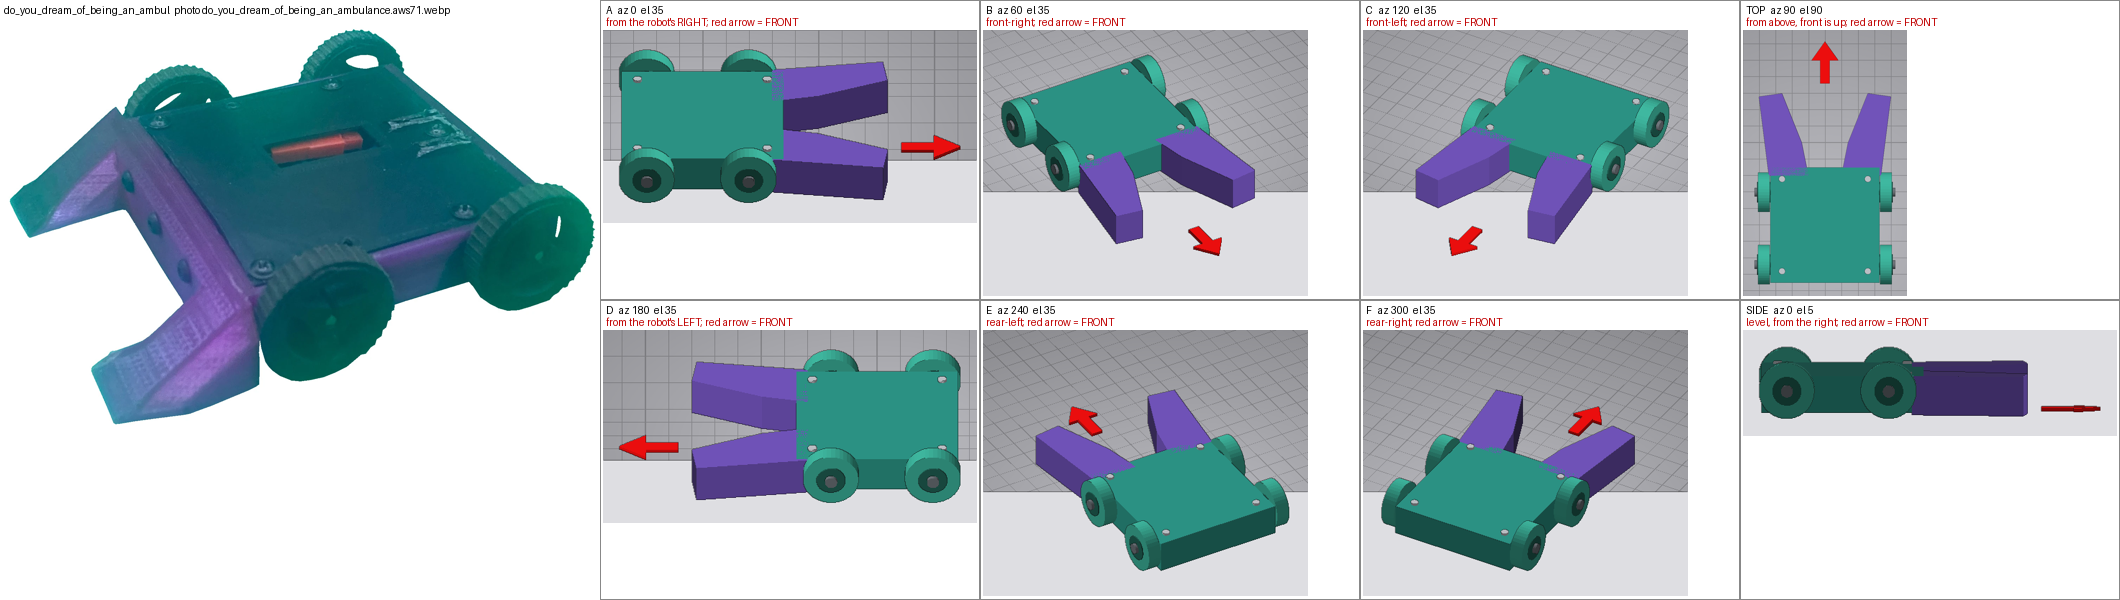 do_you_dream_of_being_an_ambul photodo_you_dream_of_being_an_ambulance.aws71.webp
A az 0 el 35
from the robot's RIGHT; red arrow = FRONT
B az 60 el 35
front-right; red arrow = FRONT
C az 120 el 35
front-left; red arrow = FRONT
TOP az 90 el 90
from above, front is up; red arrow = FRONT
D az 180 el 35
from the robot's LEFT; red arrow = FRONT
E az 240 el 35
rear-left; red arrow = FRONT
F az 300 el 35
rear-right; red arrow = FRONT
SIDE az 0 el 5
level, from the right; red arrow = FRONT